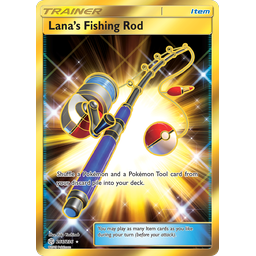 TRAINER
Item
Lana's Fishing Rod
Shuffle a Pokémon and a Pokémon Tool card from
your discard pile into your deck.
You may play as many Item cards as you like
during your turn (before your attack).